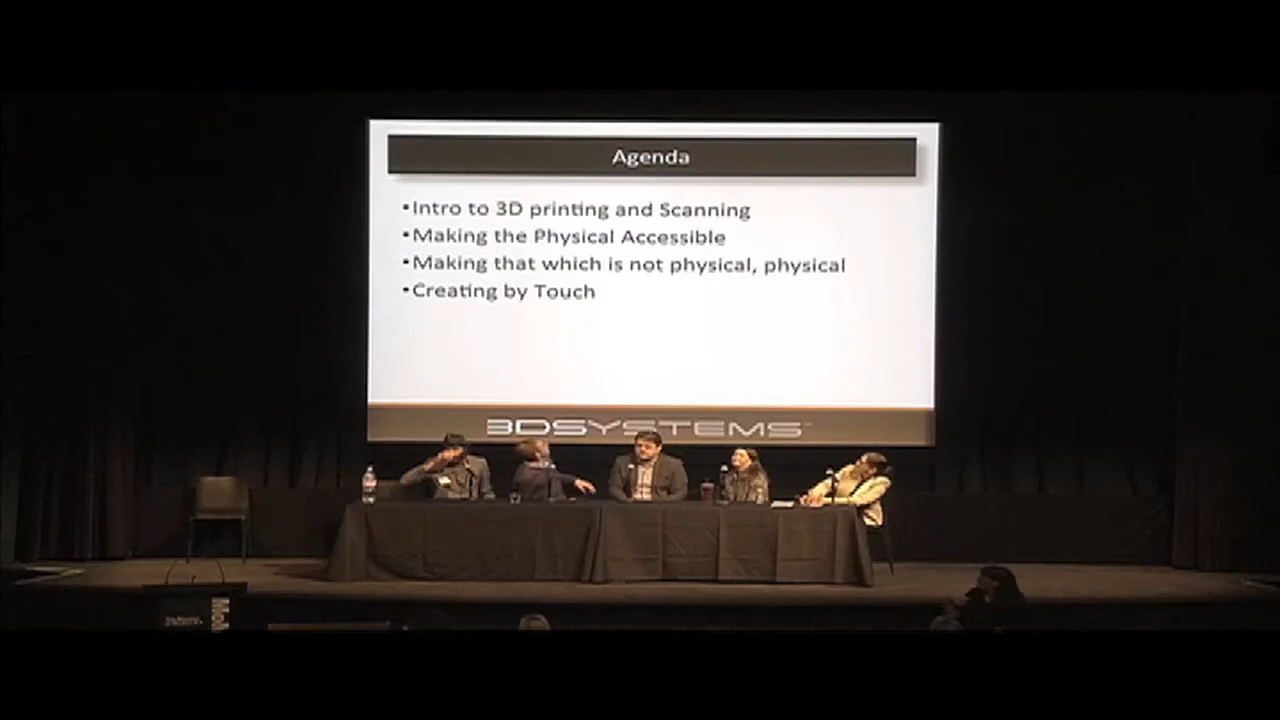 Agenda
•Intro to 3D printing and Scanning
•Making the Physical Accessible
•Making that which is not physical, physical
•Creating by Touch
3DSYSTEMS